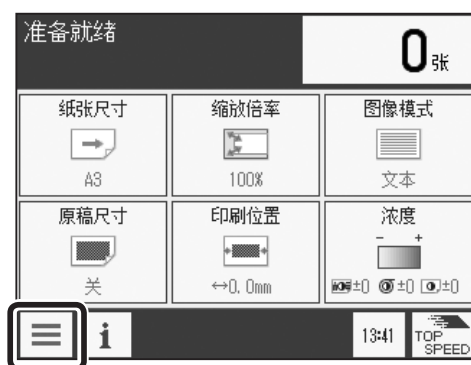 准备就绪
0张
纸张尺寸
缩放倍率
图像模式
A3
100%
文本
原稿尺寸
印刷位置
浓度
- +
关
↔0.0mm
±0 ±0 ±0
i
13:41
TOP
SPEED